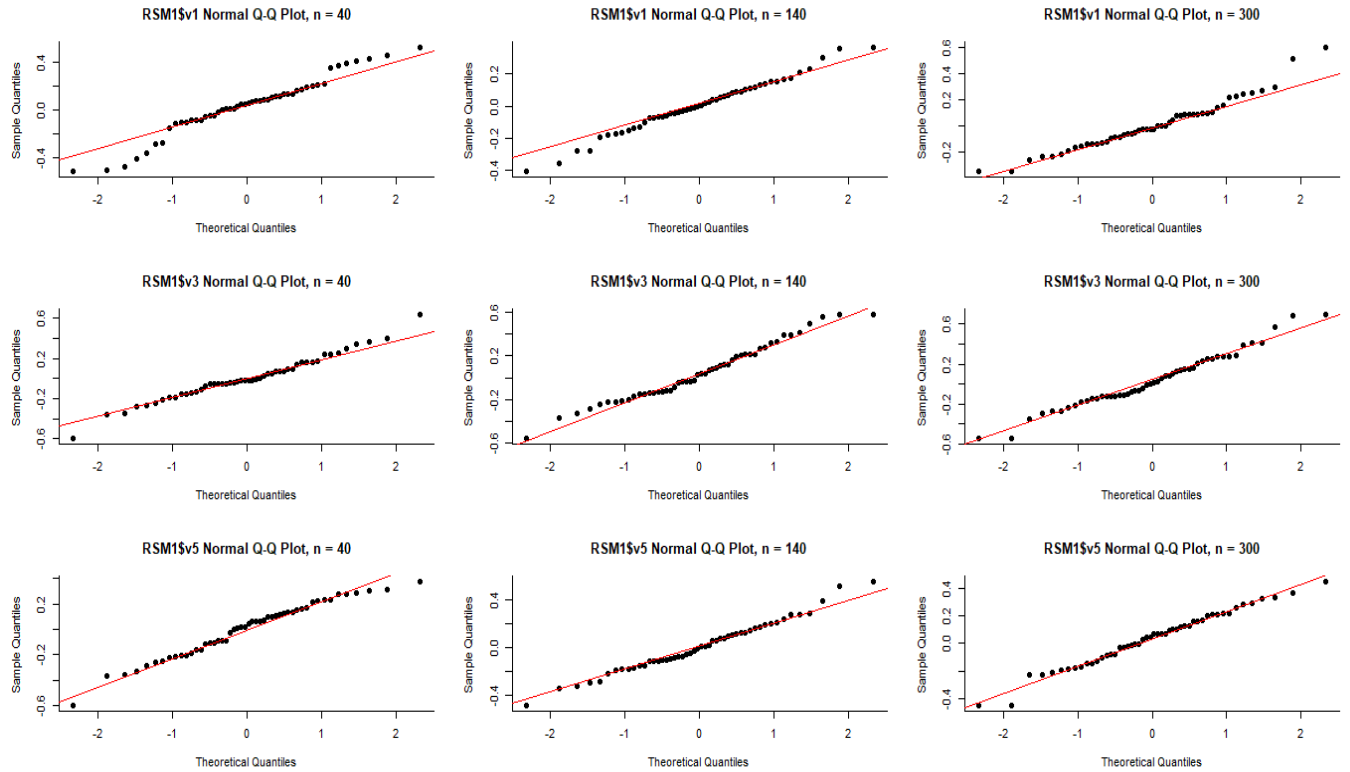 RSM1$v1 Normal Q-Q Plot, n = 40
Sample Quantiles
-0.4 0.0 0.4
-2 -1 0 1 2
Theoretical Quantiles
RSM1$v1 Normal Q-Q Plot, n = 140
Sample Quantiles
-0.4 -0.2 0.0 0.2
-2 -1 0 1 2
Theoretical Quantiles
RSM1$v1 Normal Q-Q Plot, n = 300
Sample Quantiles
-0.2 0.2 0.4 0.6
-2 -1 0 1 2
Theoretical Quantiles
RSM1$v3 Normal Q-Q Plot, n = 40
Sample Quantiles
-0.6 -0.2 0.2 0.6
-2 -1 0 1 2
Theoretical Quantiles
RSM1$v3 Normal Q-Q Plot, n = 140
Sample Quantiles
-0.6 -0.2 0.2 0.6
-2 -1 0 1 2
Theoretical Quantiles
RSM1$v3 Normal Q-Q Plot, n = 300
Sample Quantiles
-0.6 -0.2 0.2 0.6
-2 -1 0 1 2
Theoretical Quantiles
RSM1$v5 Normal Q-Q Plot, n = 40
Sample Quantiles
-0.6 -0.2 0.2
-2 -1 0 1 2
Theoretical Quantiles
RSM1$v5 Normal Q-Q Plot, n = 140
Sample Quantiles
-0.4 0.0 0.4
-2 -1 0 1 2
Theoretical Quantiles
RSM1$v5 Normal Q-Q Plot, n = 300
Sample Quantiles
-0.4 0.0 0.4
-2 -1 0 1 2
Theoretical Quantiles